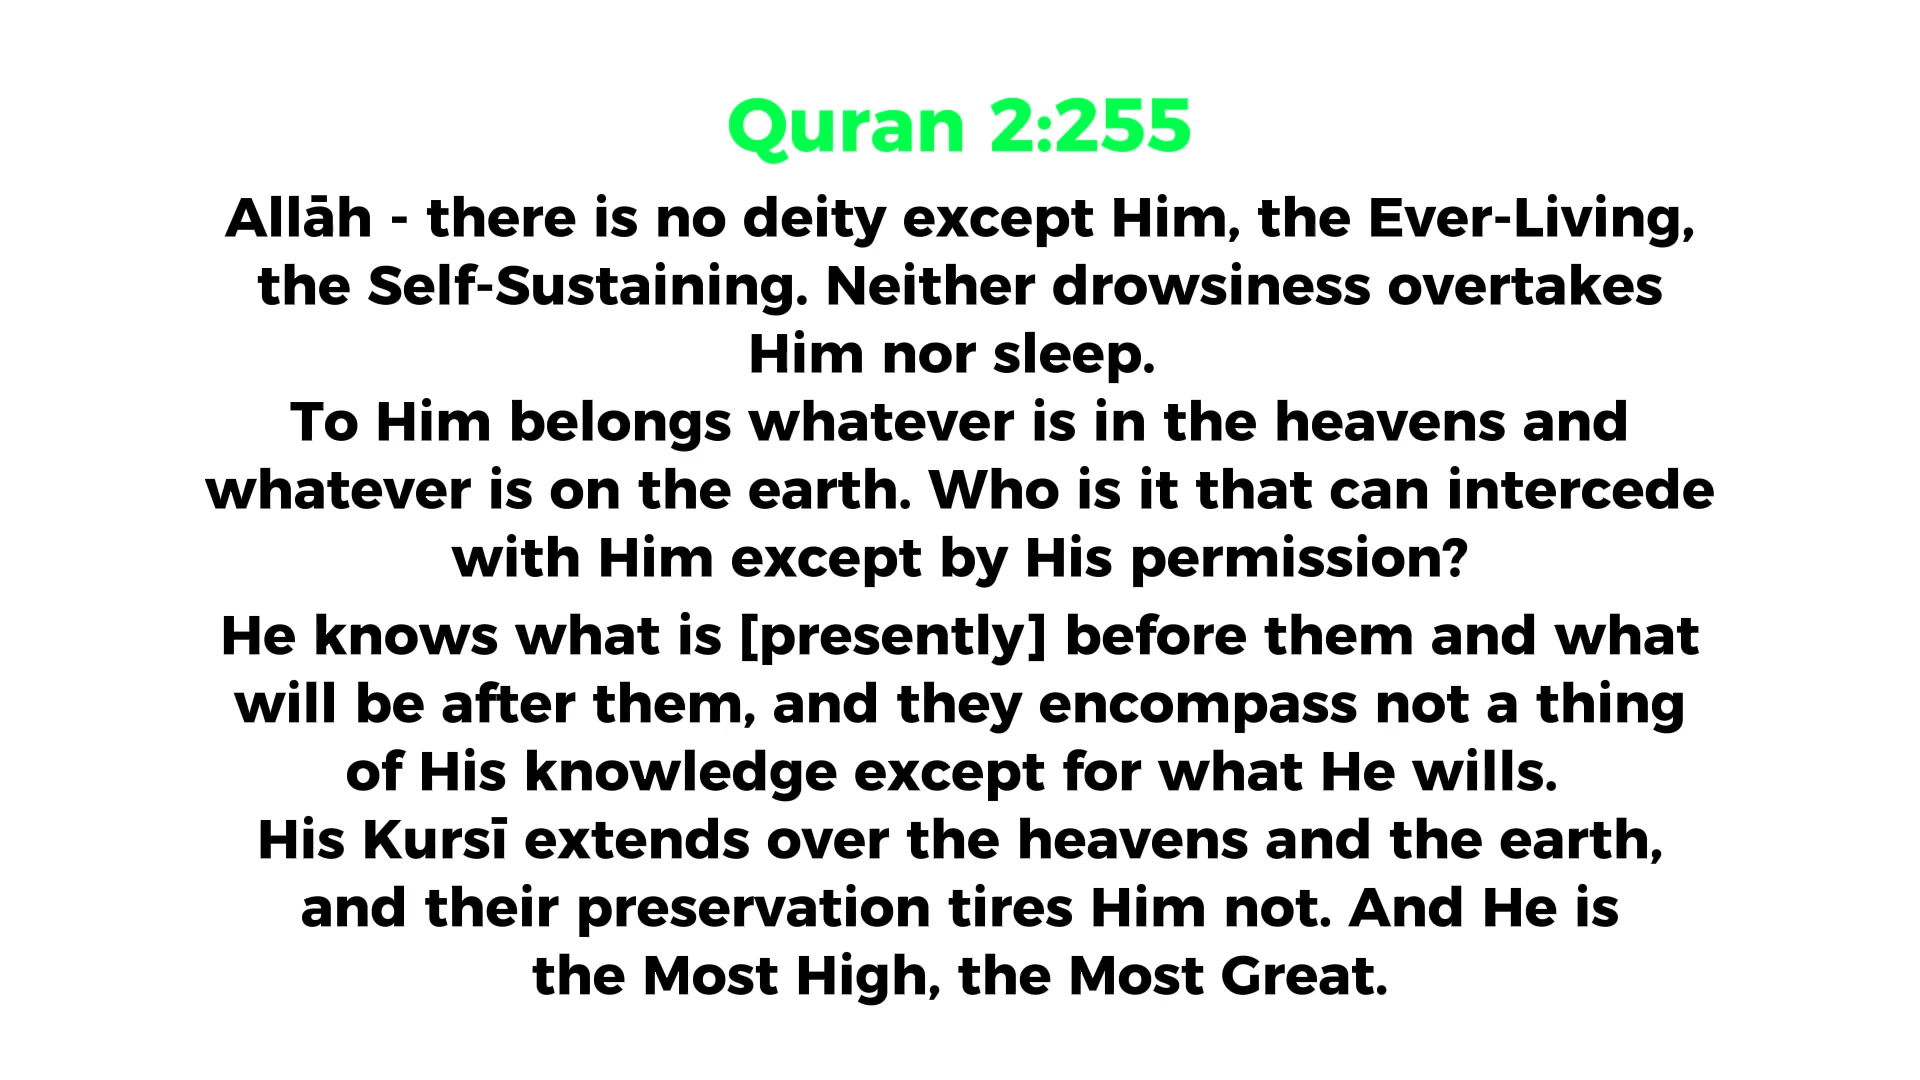 Quran 2:255
Allāh - there is no deity except Him, the Ever-Living,
the Self-Sustaining. Neither drowsiness overtakes
Him nor sleep.
To Him belongs whatever is in the heavens and
whatever is on the earth. Who is it that can intercede
with Him except by His permission?
He knows what is [presently] before them and what
will be after them, and they encompass not a thing
of His knowledge except for what He wills.
His Kursī extends over the heavens and the earth,
and their preservation tires Him not. And He is
the Most High, the Most Great.